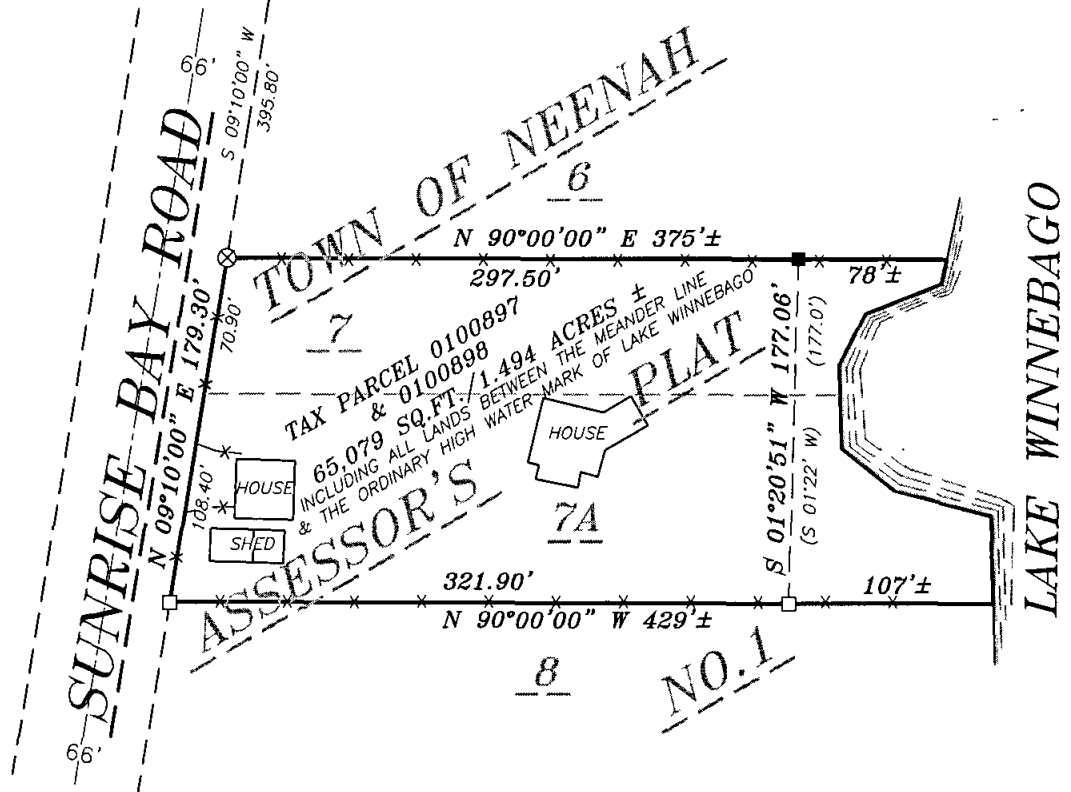 66'
S 09°10'00" W
395.80'
SUNRISE BAY ROAD
TOWN OF NEENAH
6
N 90°00'00" E 375'±
297.50'
78'±
N 09°10'00" E 179.30'
70.90'
108.40'
7
TAX PARCEL 0100897
& 0100898
65,079 SQ.FT./1.494 ACRES ±
INCLUDING ALL LANDS BETWEEN THE MEANDER LINE
& THE ORDINARY HIGH WATER MARK OF LAKE WINNEBAGO
ASSESSOR'S PLAT
HOUSE
SHED
HOUSE
7A
S 01°20'51" W 177.06'
(S 01°22' W)
(177.0')
LAKE WINNEBAGO
321.90'
107'±
N 90°00'00" W 429'±
8
NO.1
66'